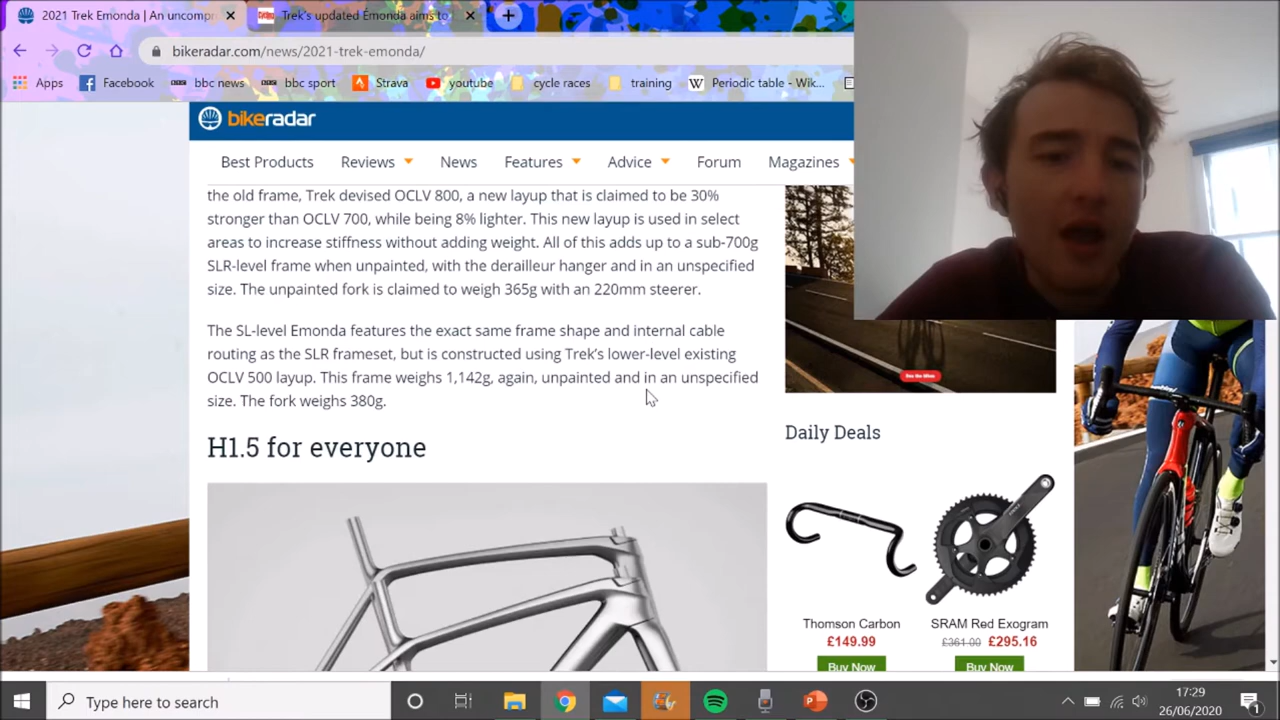 2021 Trek Emonda | An uncompr
Trek's updated Émonda aims to
bikeradar.com/news/2021-trek-emonda/
Apps Facebook bbc news bbc sport Strava youtube cycle races training Periodic table - Wik...
bikeradar
Best Products Reviews News Features Advice Forum Magazines
the old frame, Trek devised OCLV 800, a new layup that is claimed to be 30%
stronger than OCLV 700, while being 8% lighter. This new layup is used in select
areas to increase stiffness without adding weight. All of this adds up to a sub-700g
SLR-level frame when unpainted, with the derailleur hanger and in an unspecified
size. The unpainted fork is claimed to weigh 365g with an 220mm steerer.
The SL-level Emonda features the exact same frame shape and internal cable
routing as the SLR frameset, but is constructed using Trek's lower-level existing
OCLV 500 layup. This frame weighs 1,142g, again, unpainted and in an unspecified
size. The fork weighs 380g.
H1.5 for everyone
Daily Deals
Thomson Carbon
£149.99
Buy Now
SRAM Red Exogram
£361.00 £295.16
Buy Now
Type here to search
17:29
26/06/2020